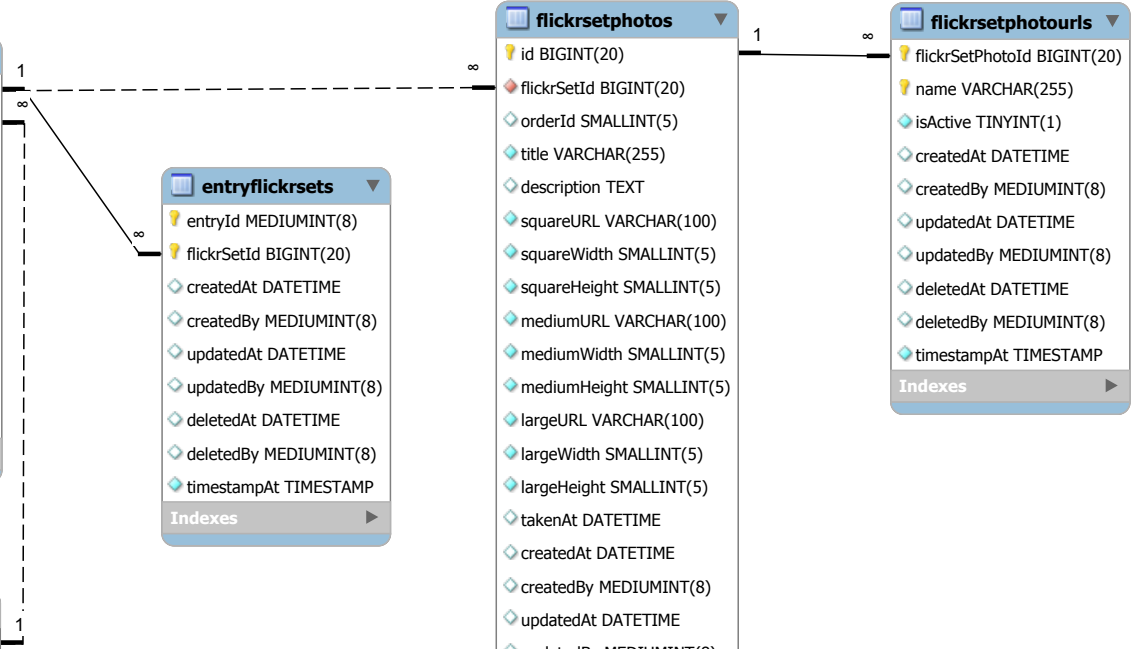 flickrsetphotos
id BIGINT(20)
flickrSetId BIGINT(20)
orderId SMALLINT(5)
title VARCHAR(255)
description TEXT
squareURL VARCHAR(100)
squareWidth SMALLINT(5)
squareHeight SMALLINT(5)
mediumURL VARCHAR(100)
mediumWidth SMALLINT(5)
mediumHeight SMALLINT(5)
largeURL VARCHAR(100)
largeWidth SMALLINT(5)
largeHeight SMALLINT(5)
takenAt DATETIME
createdAt DATETIME
createdBy MEDIUMINT(8)
updatedAt DATETIME
updatedBy MEDIUMINT(8)
flickrsetphotourls
flickrSetPhotoId BIGINT(20)
name VARCHAR(255)
isActive TINYINT(1)
createdAt DATETIME
createdBy MEDIUMINT(8)
updatedAt DATETIME
updatedBy MEDIUMINT(8)
deletedAt DATETIME
deletedBy MEDIUMINT(8)
timestampAt TIMESTAMP
Indexes
entryflickrsets
entryId MEDIUMINT(8)
flickrSetId BIGINT(20)
createdAt DATETIME
createdBy MEDIUMINT(8)
updatedAt DATETIME
updatedBy MEDIUMINT(8)
deletedAt DATETIME
deletedBy MEDIUMINT(8)
timestampAt TIMESTAMP
Indexes
1
∞
∞
∞
1
1
∞